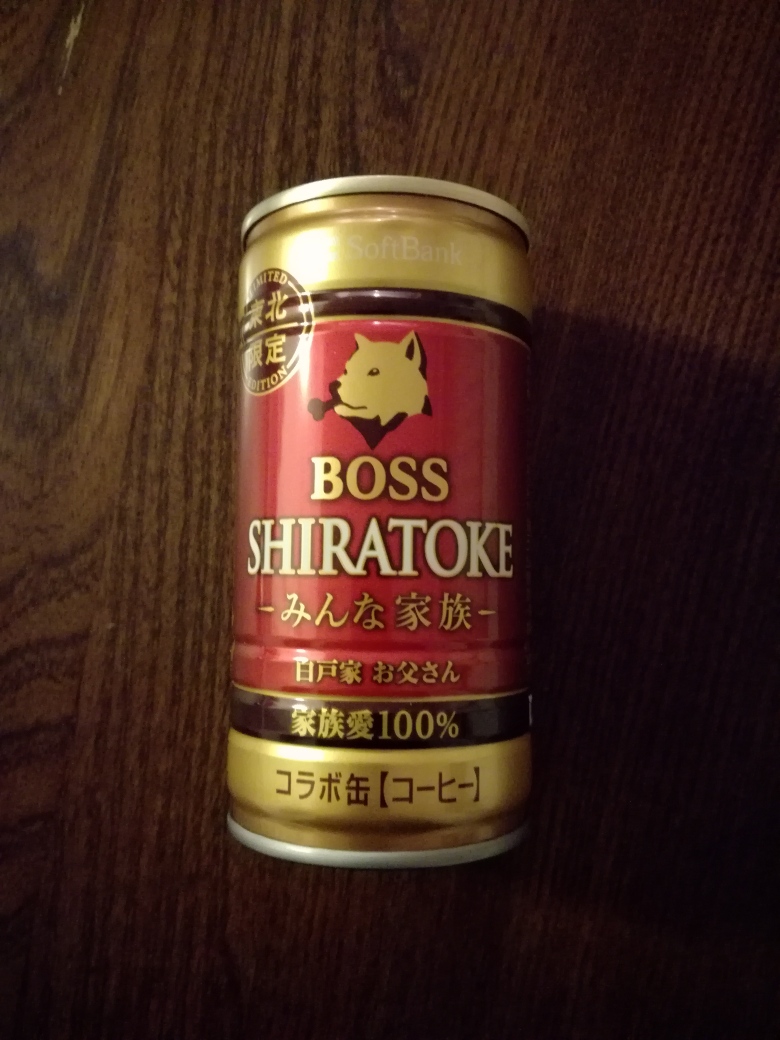 SoftBank
LIMITED
東北
限定
EDITION
BOSS
SHIRATOKE
-みんな家族-
白戸家 お父さん
家族愛100%
コラボ缶【コーヒー】